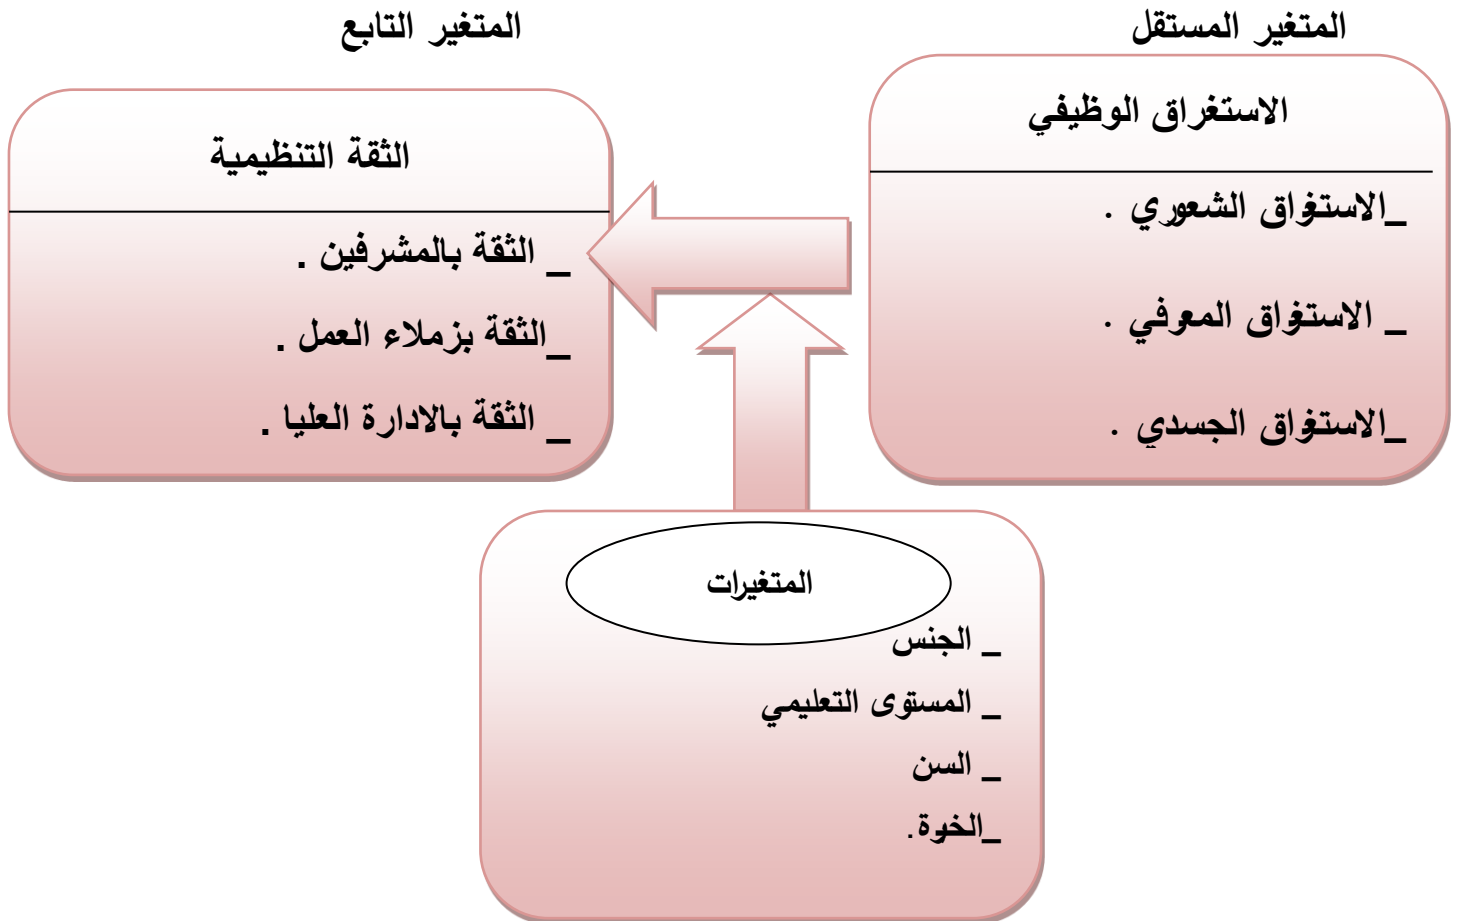 المتغير المستقل
الاستغراق الوظيفي
_الاستغراق الشعوري .
_ الاستغراق المعرفي .
_الاستغراق الجسدي .
المتغير التابع
الثقة التنظيمية
_ الثقة بالمشرفين .
_الثقة بزملاء العمل .
_ الثقة بالادارة العليا .
المتغيرات
_ الجنس
_ المستوى التعليمي
_ السن
_الخبرة.